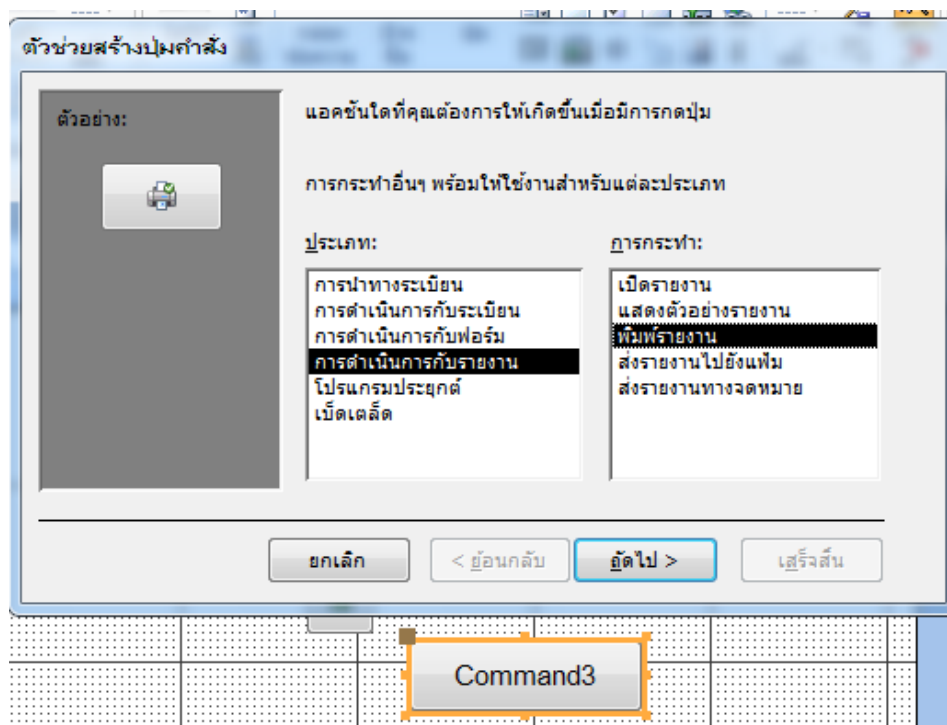 ตัวช่วยสร้างปุ่มคำสั่ง
ตัวอย่าง:
แอคชันใดที่คุณต้องการให้เกิดขึ้นเมื่อมีการกดปุ่ม
การกระทำอื่นๆ พร้อมให้ใช้งานสำหรับแต่ละประเภท
ประเภท:
การนำทางระเบียน
การดำเนินการกับระเบียน
การดำเนินการกับฟอร์ม
การดำเนินการกับรายงาน
โปรแกรมประยุกต์
เบ็ดเตล็ด
การกระทำ:
เปิดรายงาน
แสดงตัวอย่างรายงาน
พิมพ์รายงาน
ส่งรายงานไปยังแฟ้ม
ส่งรายงานทางจดหมาย
ยกเลิก
< ย้อนกลับ
ถัดไป >
เสร็จสิ้น
Command3